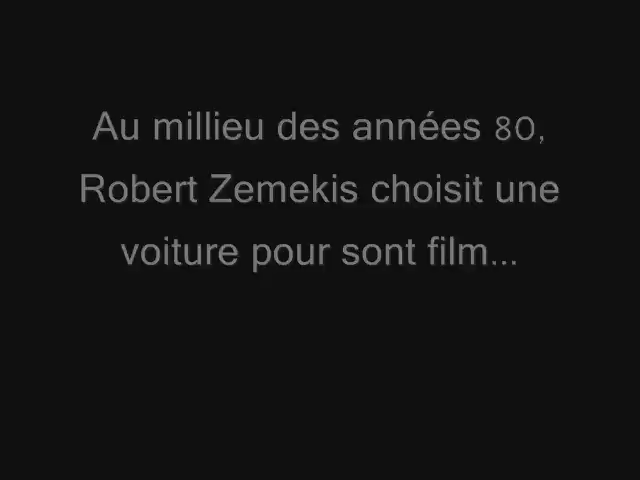 Au millieu des années 80,
Robert Zemekis choisit une
voiture pour sont film...